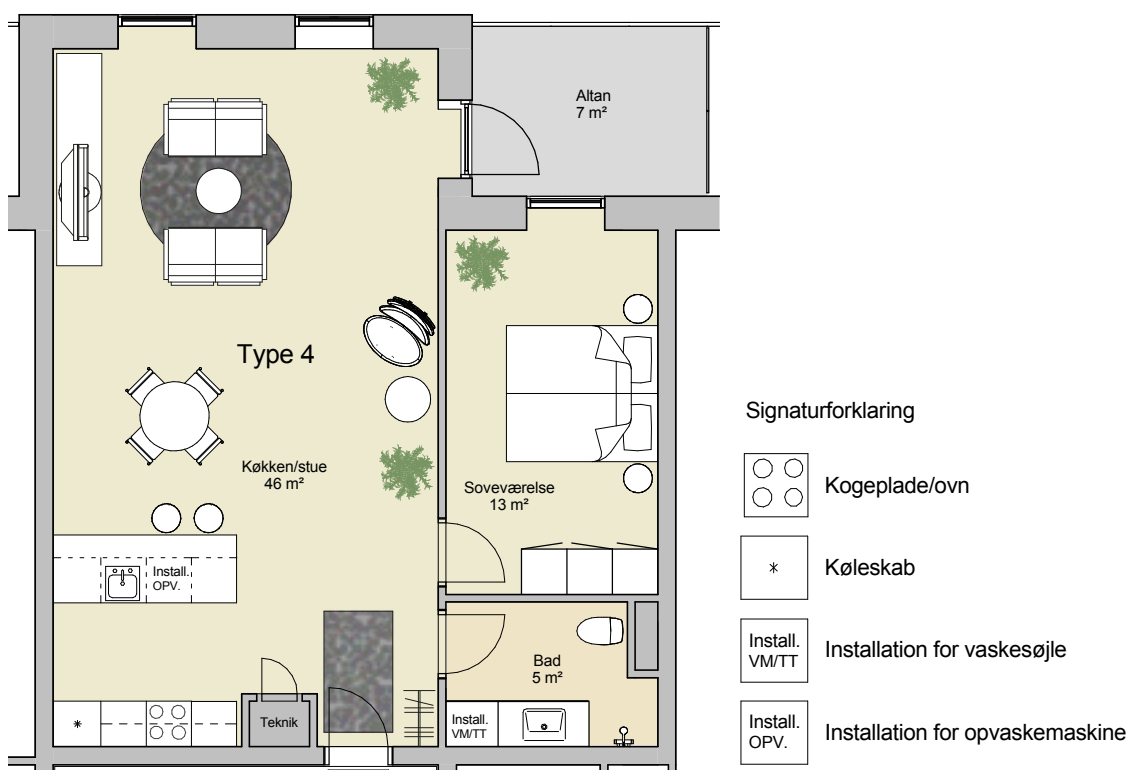 Altan
7 m²
Type 4
Køkken/stue
46 m²
Soveværelse
13 m²
Install.
OPV.
Bad
5 m²
Teknik
Install.
VM/TT
Signaturforklaring
Kogeplade/ovn
Køleskab
Install.
VM/TT
Installation for vaskesøjle
Install.
OPV.
Installation for opvaskemaskine